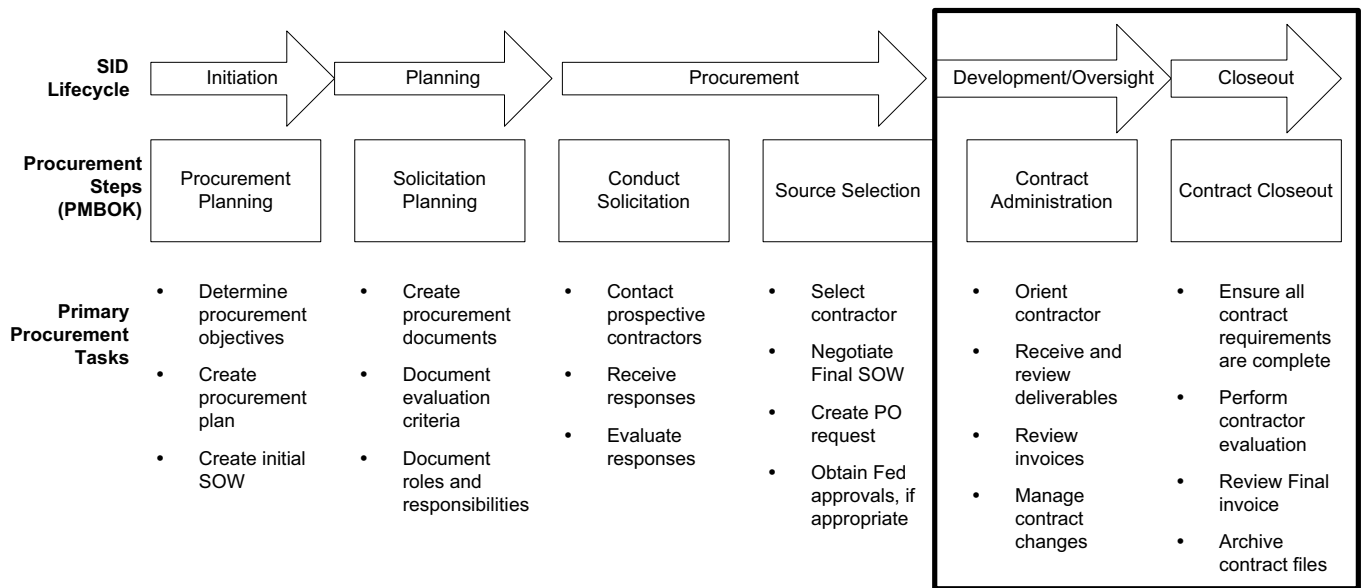 SID
Lifecycle
Initiation
Planning
Procurement
Development/Oversight
Closeout
Procurement
Steps
(PMBOK)
Procurement
Planning
Solicitation
Planning
Conduct
Solicitation
Source Selection
Contract
Administration
Contract Closeout
Primary
Procurement
Tasks
• Determine
procurement
objectives
• Create
procurement
plan
• Create initial
SOW
• Create
procurement
documents
• Document
evaluation
criteria
• Document
roles and
responsibilities
• Contact
prospective
contractors
• Receive
responses
• Evaluate
responses
• Select
contractor
• Negotiate
Final SOW
• Create PO
request
• Obtain Fed
approvals, if
appropriate
• Orient
contractor
• Receive and
review
deliverables
• Review
invoices
• Manage
contract
changes
• Ensure all
contract
requirements
are complete
• Perform
contractor
evaluation
• Review Final
invoice
• Archive
contract files